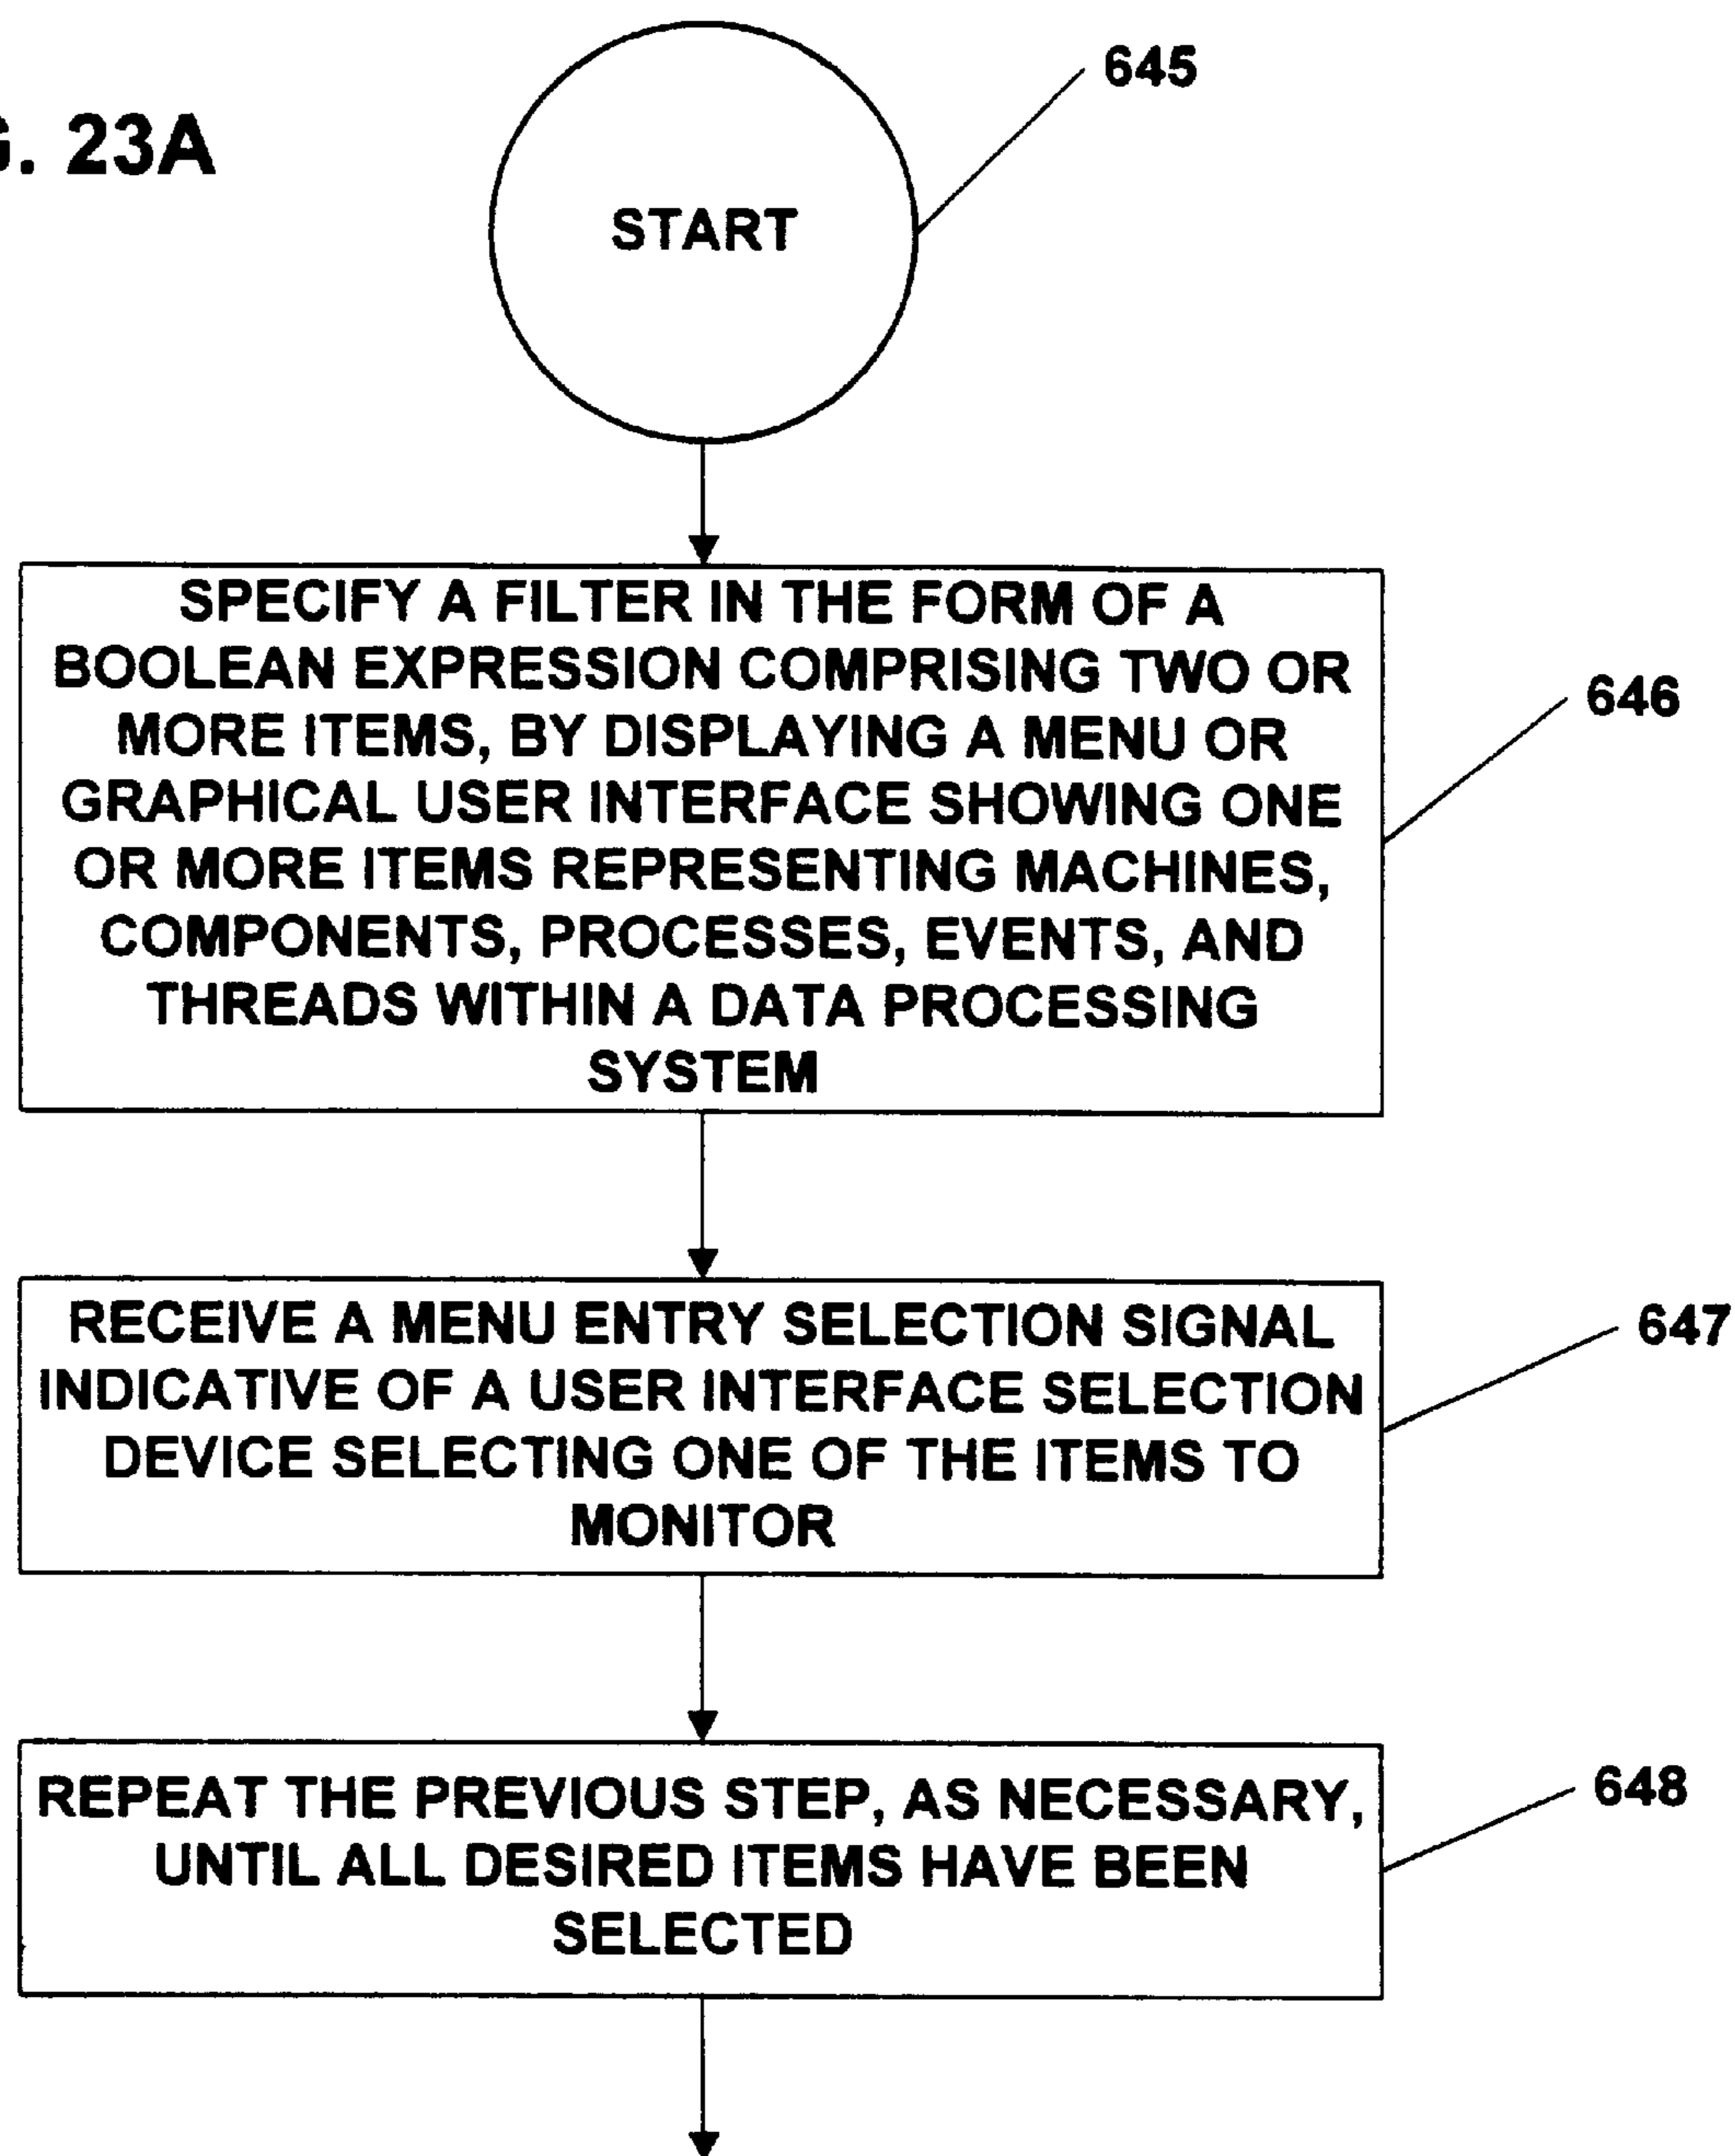 645
G. 23A
START
SPECIFY A FILTER IN THE FORM OF A
BOOLEAN EXPRESSION COMPRISING TWO OR
MORE ITEMS, BY DISPLAYING A MENU OR
GRAPHICAL USER INTERFACE SHOWING ONE
OR MORE ITEMS REPRESENTING MACHINES,
COMPONENTS, PROCESSES, EVENTS, AND
THREADS WITHIN A DATA PROCESSING
SYSTEM
646
RECEIVE A MENU ENTRY SELECTION SIGNAL
INDICATIVE OF A USER INTERFACE SELECTION
DEVICE SELECTING ONE OF THE ITEMS TO
MONITOR
647
REPEAT THE PREVIOUS STEP, AS NECESSARY,
UNTIL ALL DESIRED ITEMS HAVE BEEN
SELECTED
648